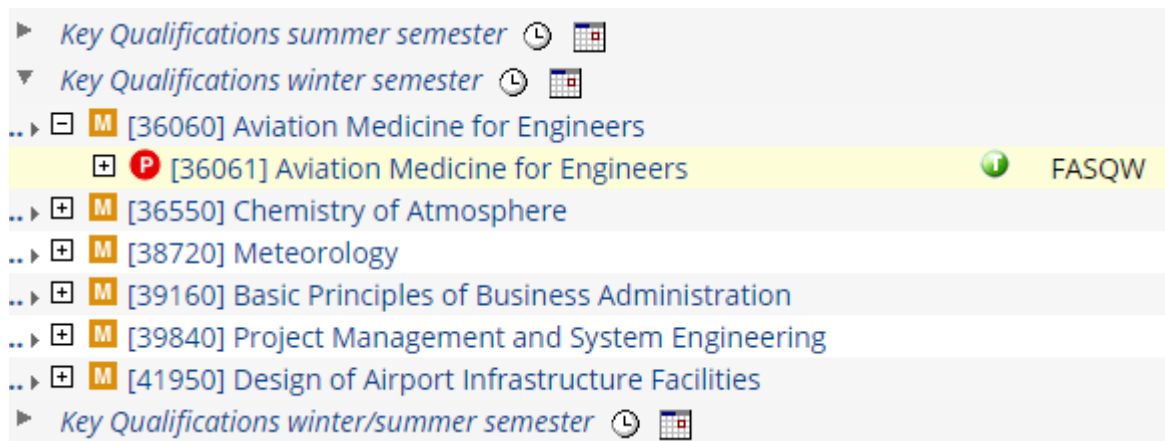 Key Qualifications summer semester
Key Qualifications winter semester
.. M [36060] Aviation Medicine for Engineers
P [36061] Aviation Medicine for Engineers T FASQW
.. M [36550] Chemistry of Atmosphere
.. M [38720] Meteorology
.. M [39160] Basic Principles of Business Administration
.. M [39840] Project Management and System Engineering
.. M [41950] Design of Airport Infrastructure Facilities
Key Qualifications winter/summer semester